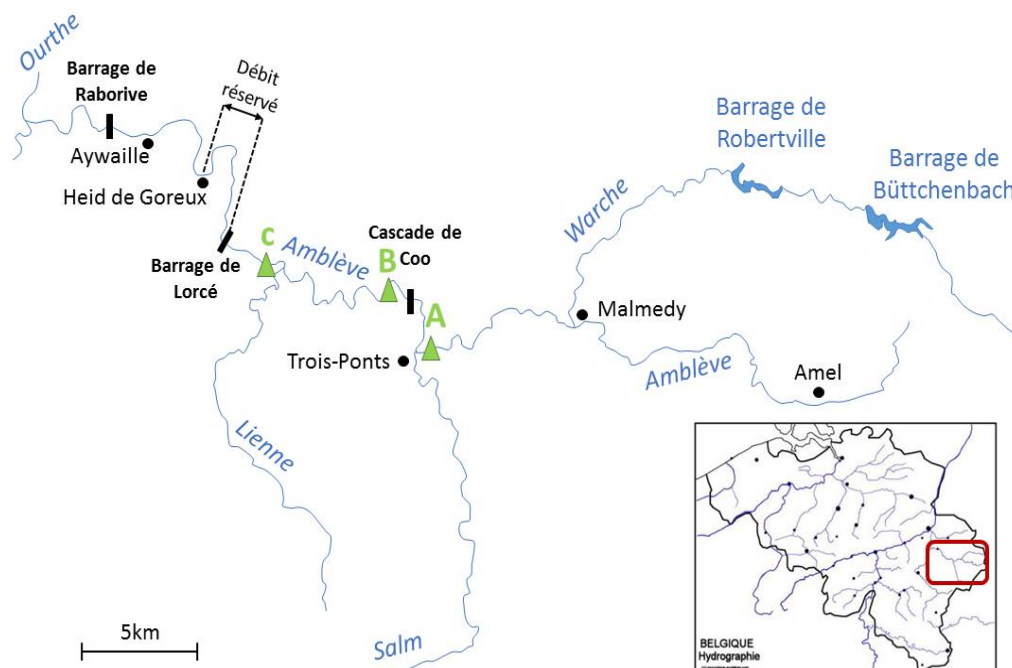 Ourthe
Barrage de
Raborive
Débit
réservé
Aywaille
Heid de Goreux
Barrage de
Robertville
Barrage de
Büttchenbach
Warche
C
Amblève
B
Cascade de
Coo
Barrage de
Lorcé
A
Malmedy
Trois-Ponts
Amblève
Amel
Lienne
Salm
5km
BELGIQUE
Hydrographie